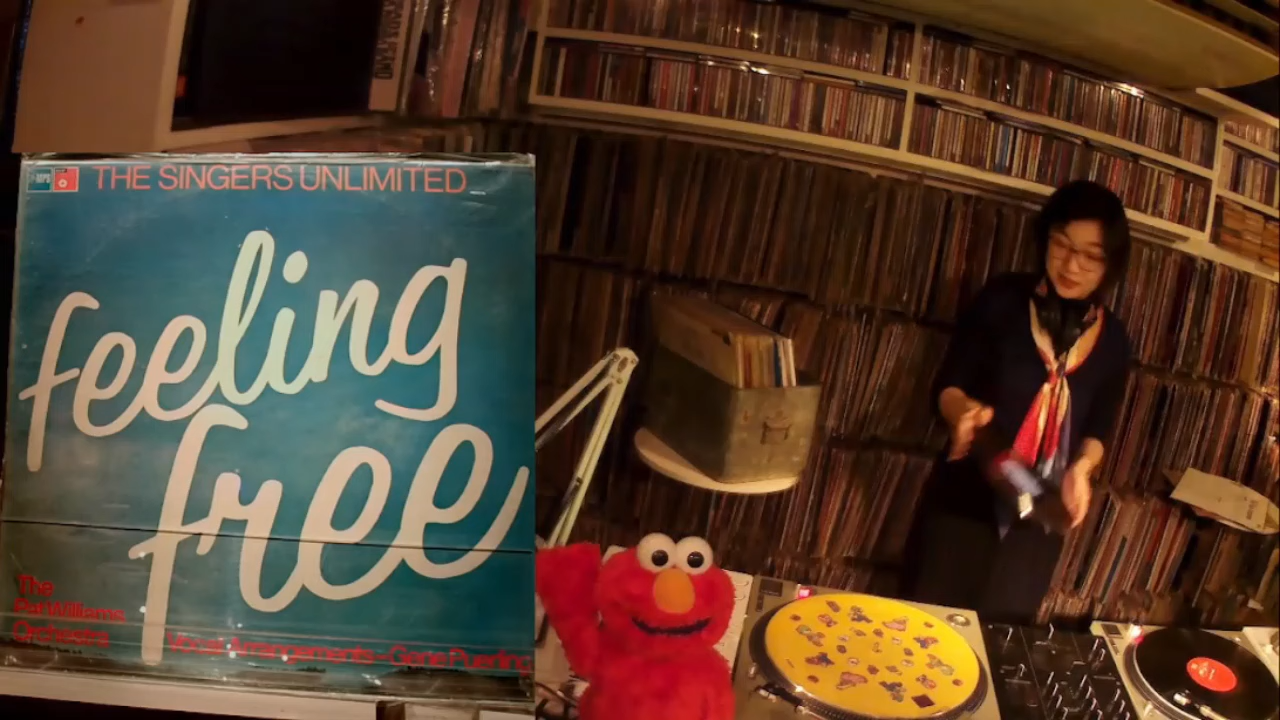 THE SINGERS UNLIMITED
feeling
free
The
Pat Williams
Orchestra
Vocal Arrangements - Gene Puerling